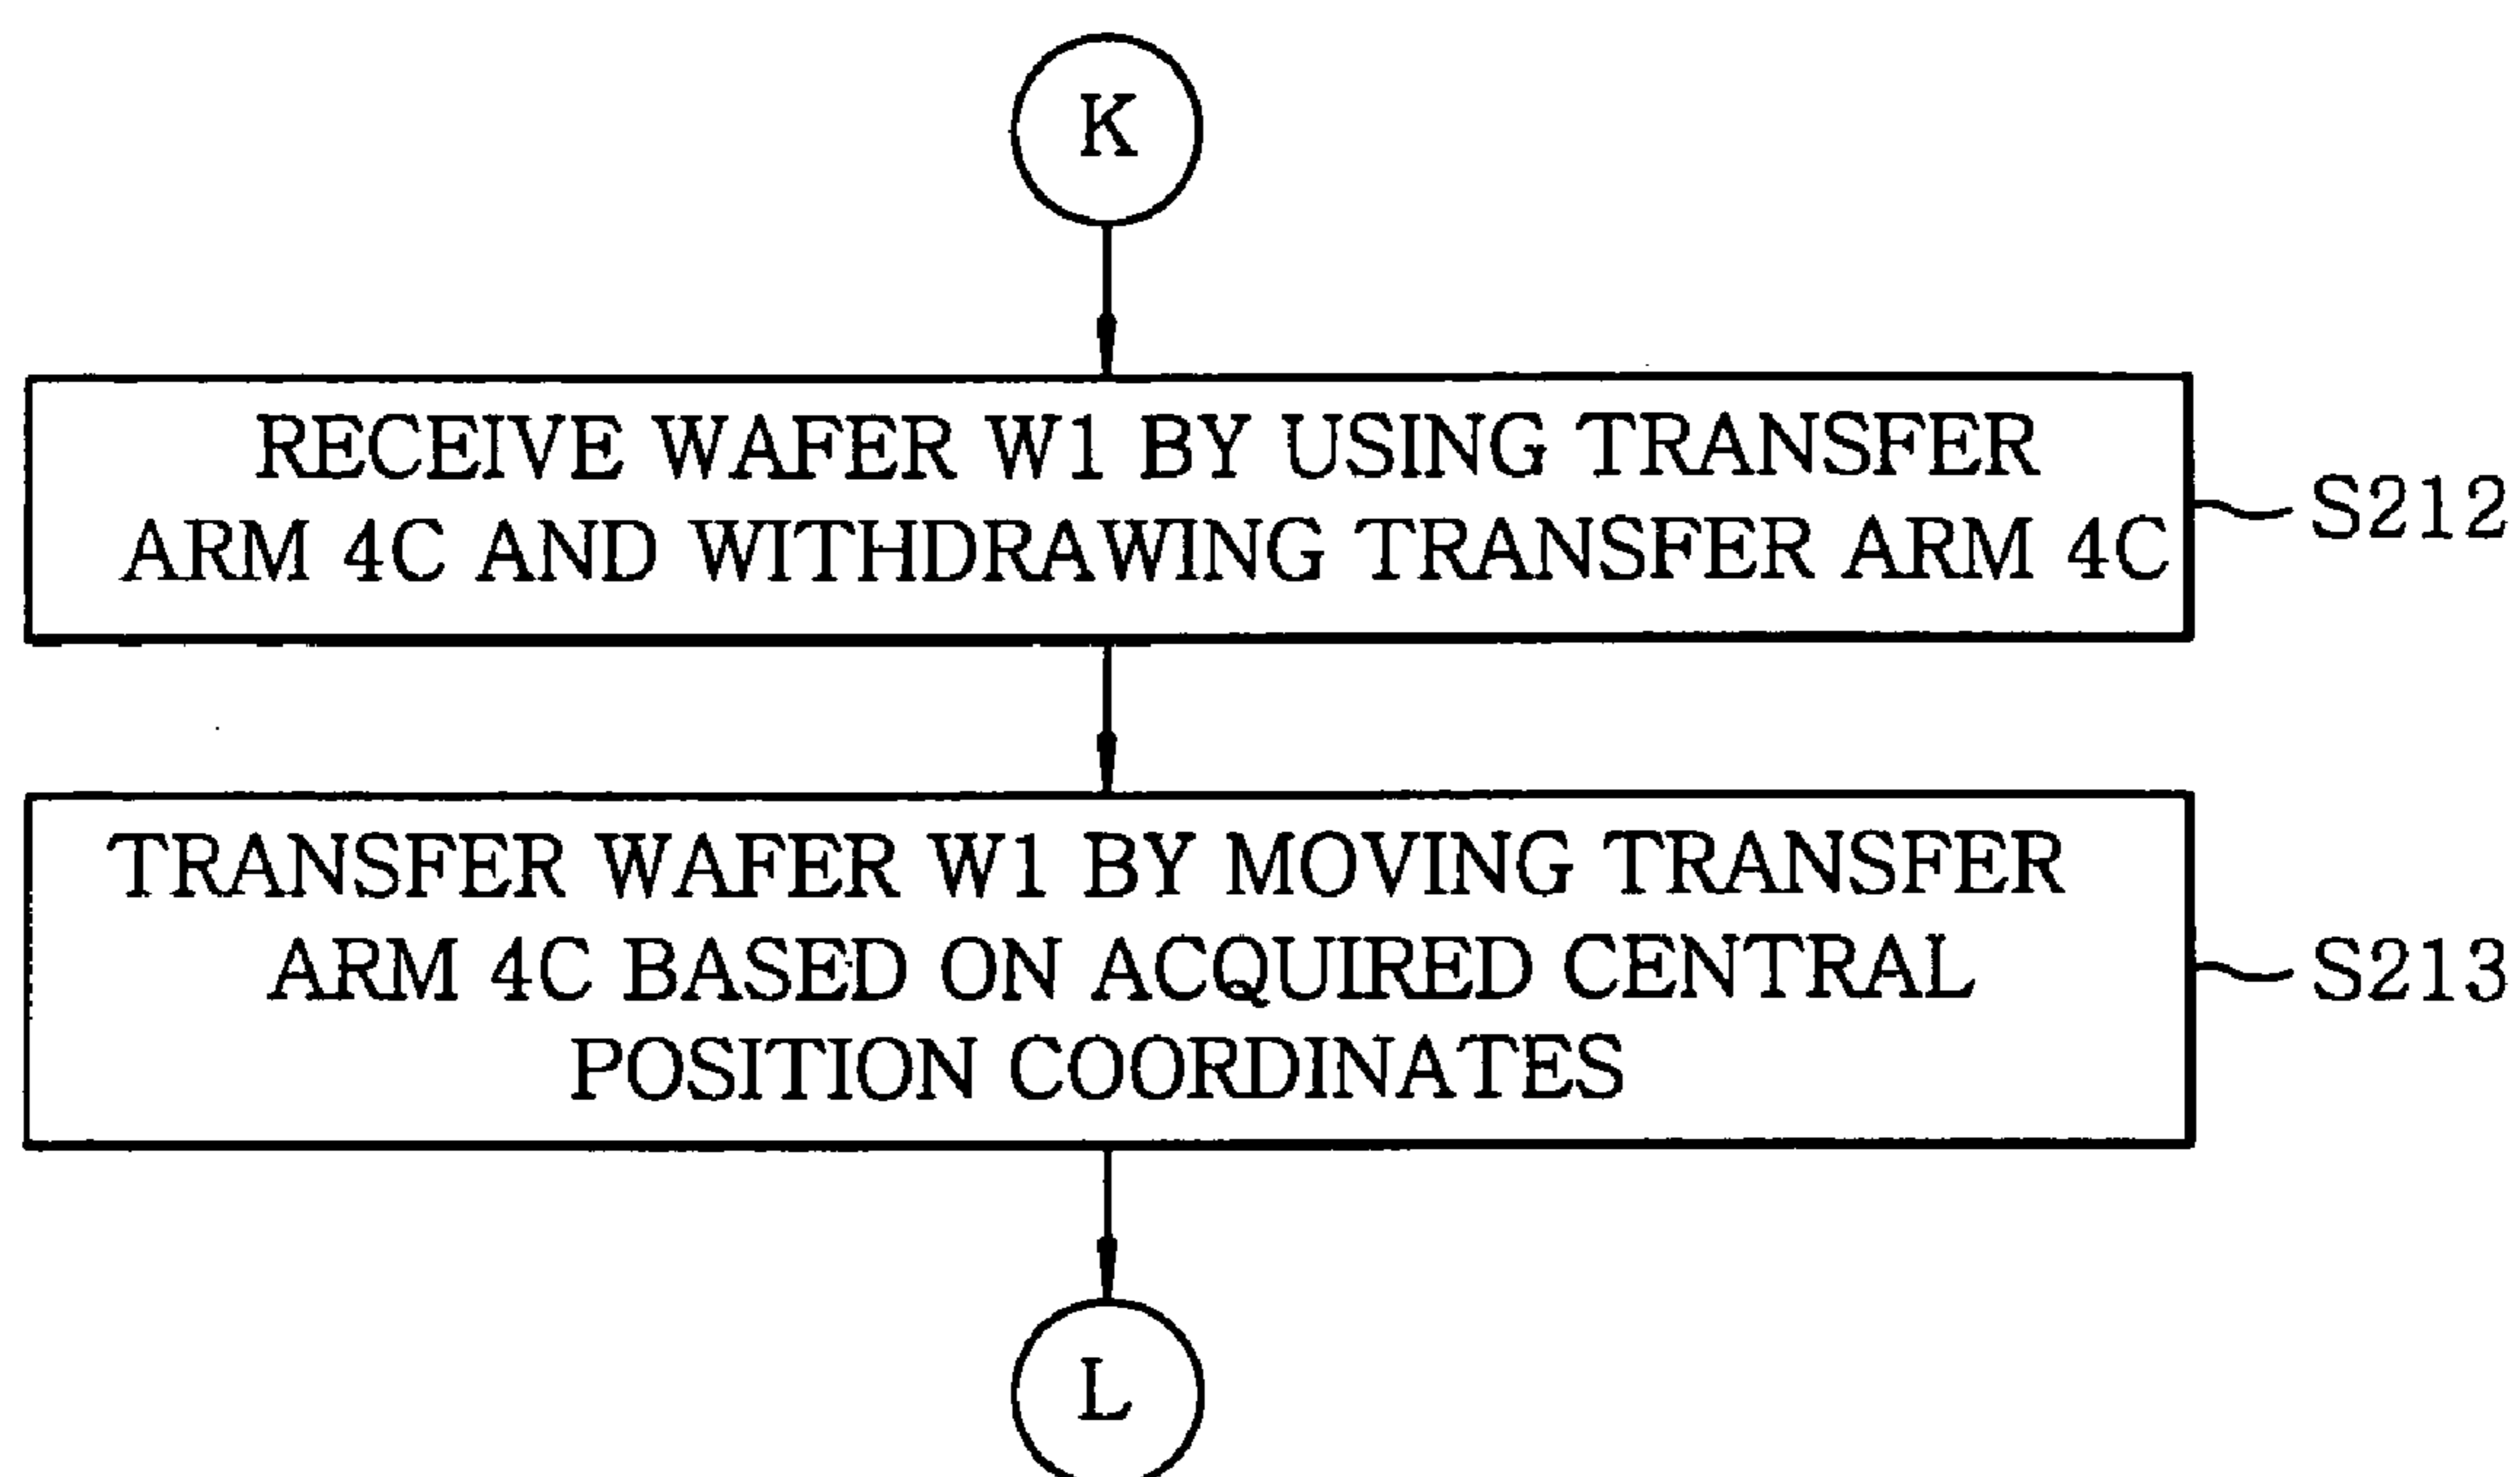 K
RECEIVE WAFER W1 BY USING TRANSFER
ARM 4C AND WITHDRAWING TRANSFER ARM 4C
S212
TRANSFER WAFER W1 BY MOVING TRANSFER
ARM 4C BASED ON ACQUIRED CENTRAL
POSITION COORDINATES
S213
L